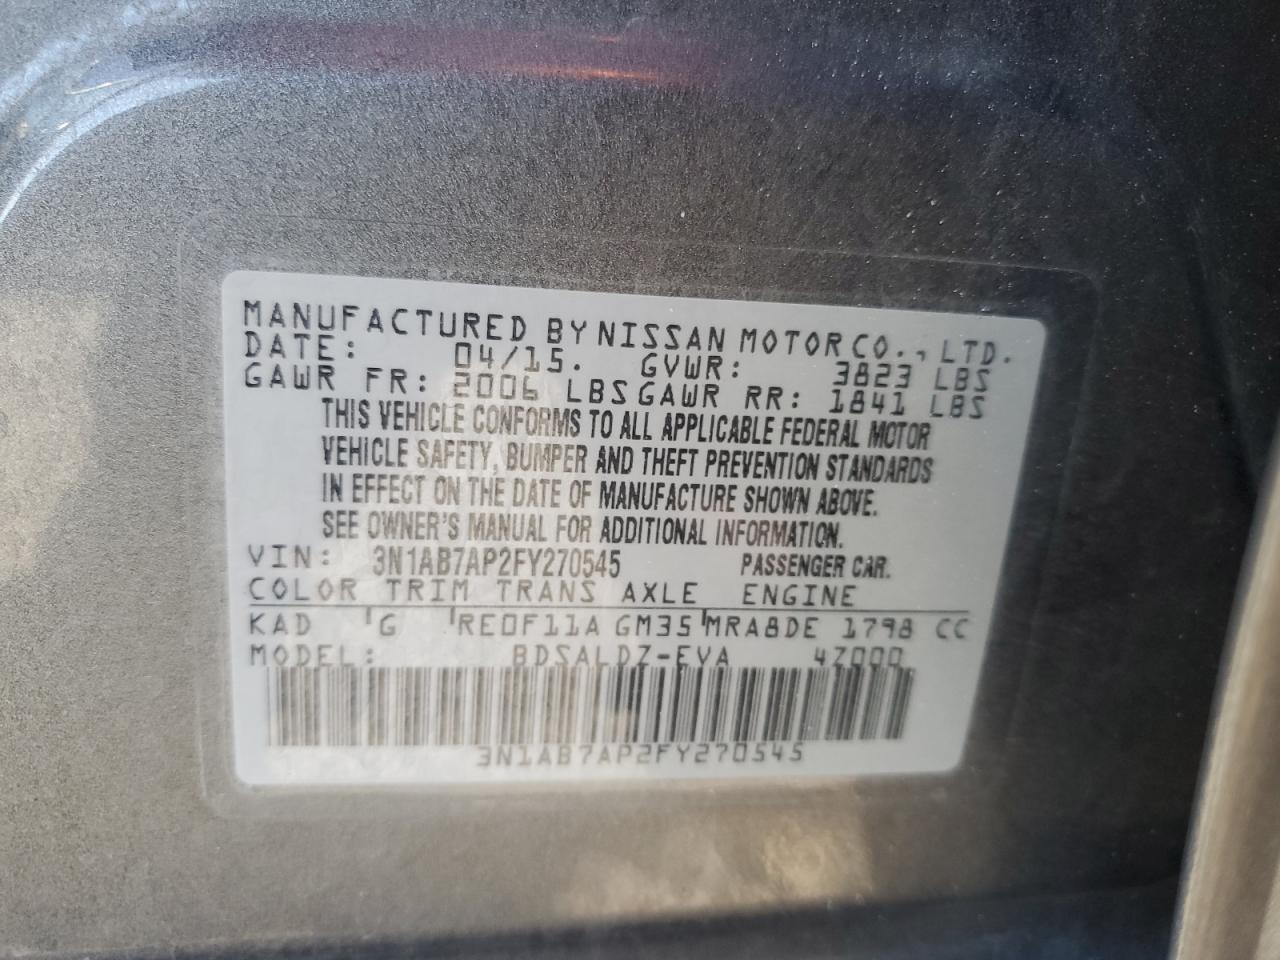 MANUFACTURED BY NISSAN MOTOR CO., LTD.
DATE: 04/15. GVWR: 3823 LBS
GAWR FR: 2006 LBS GAWR RR: 1841 LBS
THIS VEHICLE CONFORMS TO ALL APPLICABLE FEDERAL MOTOR
VEHICLE SAFETY, BUMPER AND THEFT PREVENTION STANDARDS
IN EFFECT ON THE DATE OF MANUFACTURE SHOWN ABOVE.
SEE OWNER'S MANUAL FOR ADDITIONAL INFORMATION.
VIN: 3N1AB7AP2FY270545 PASSENGER CAR.
COLOR TRIM TRANS AXLE ENGINE
KAD G RE0F11A GM35 MRA8DE 1798 CC
MODEL: BDSALDZ-EVA 4Z000
3N1AB7AP2FY270545